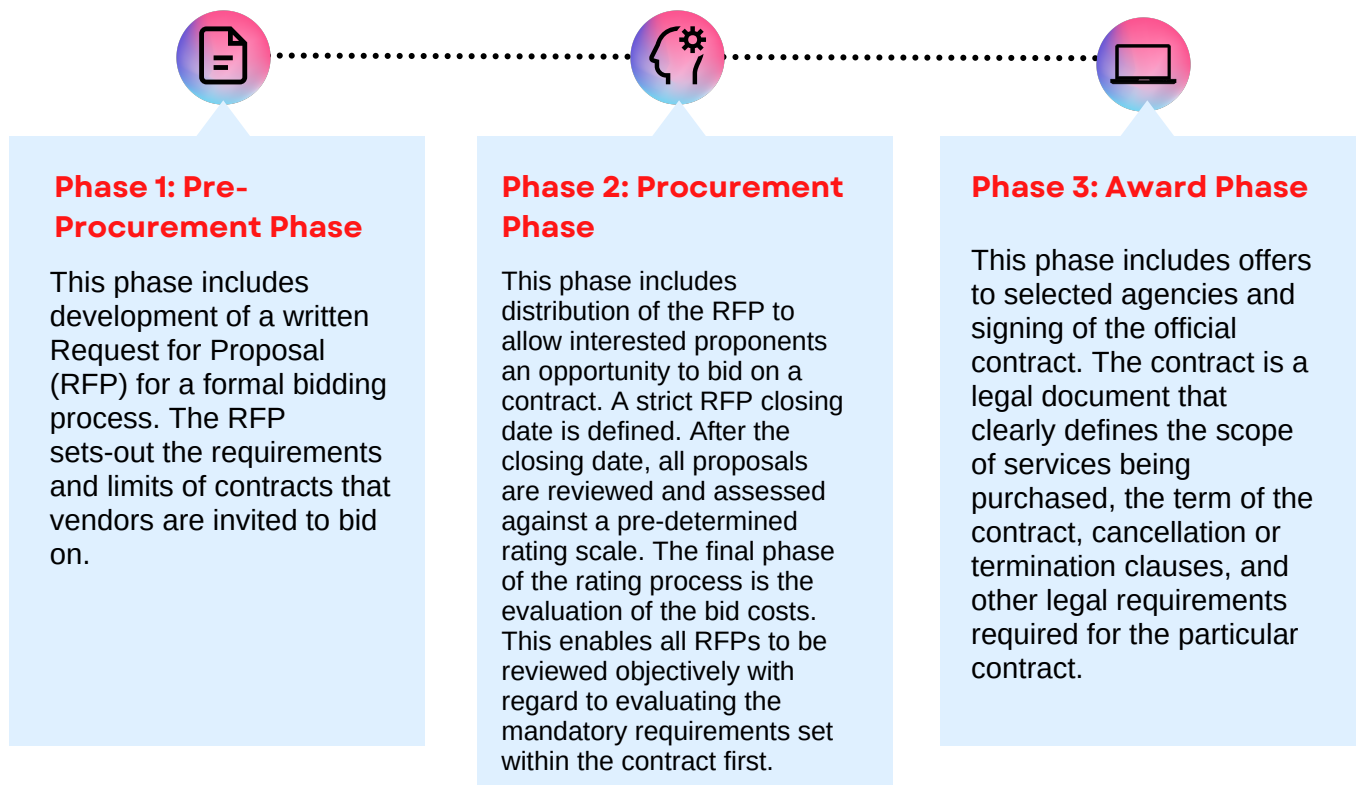 Phase 1: Pre-
Procurement Phase
This phase includes
development of a written
Request for Proposal
(RFP) for a formal bidding
process. The RFP
sets-out the requirements
and limits of contracts that
vendors are invited to bid
on.
Phase 2: Procurement
Phase
This phase includes
distribution of the RFP to
allow interested proponents
an opportunity to bid on a
contract. A strict RFP closing
date is defined. After the
closing date, all proposals
are reviewed and assessed
against a pre-determined
rating scale. The final phase
of the rating process is the
evaluation of the bid costs.
This enables all RFPs to be
reviewed objectively with
regard to evaluating the
mandatory requirements set
within the contract first.
Phase 3: Award Phase
This phase includes offers
to selected agencies and
signing of the official
contract. The contract is a
legal document that
clearly defines the scope
of services being
purchased, the term of the
contract, cancellation or
termination clauses, and
other legal requirements
required for the particular
contract.